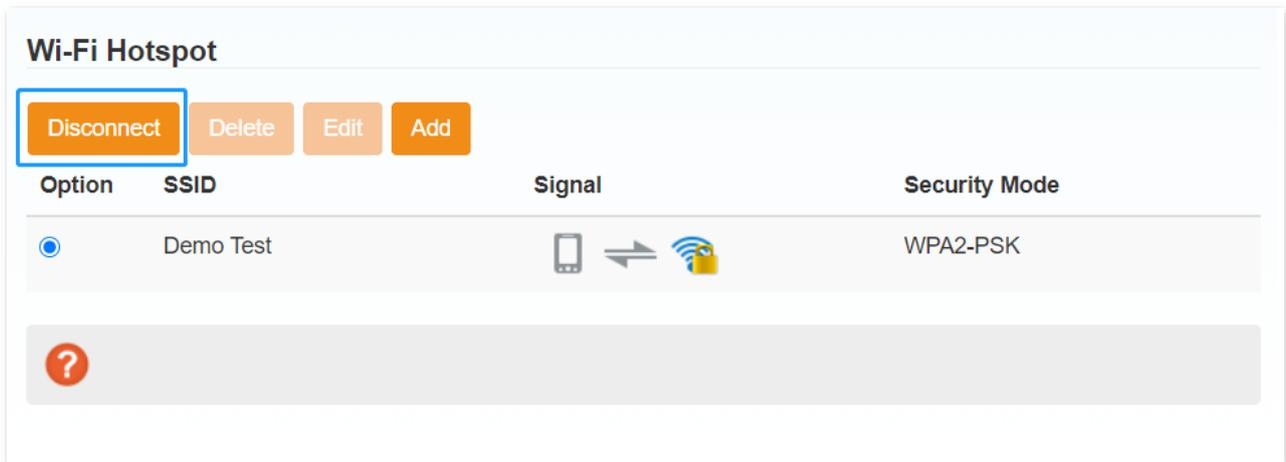 Wi-Fi Hotspot
Disconnect Delete Edit Add
Option SSID Signal Security Mode
Demo Test WPA2-PSK
?